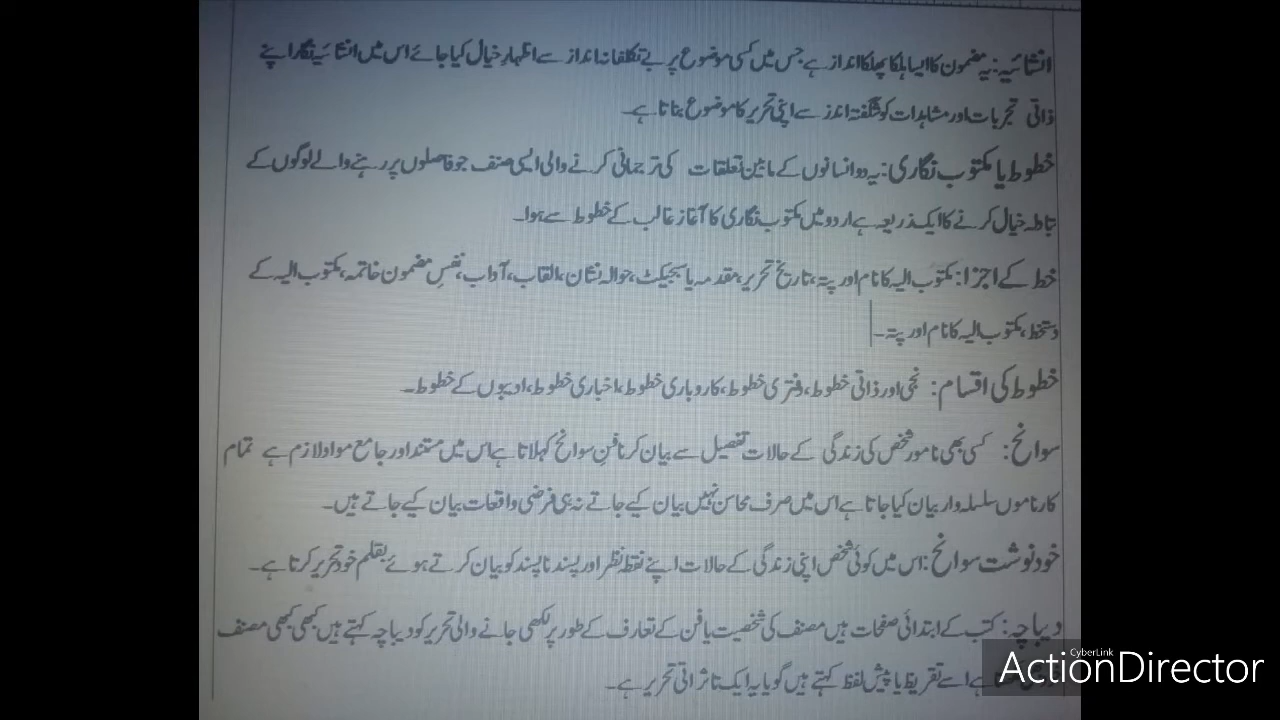 انشائیہ: یہ مضمون کا ایسا ہلکا پھلکا انداز ہے جس میں کسی موضوع پر بے تکلفانہ انداز سے اظہارِ خیال کیا جائے اس میں انشائیہ نگار اپنے
ذاتی تجربات اور مشاہدات کو شگفتہ اندز سے اپنی تحریر کا موضوع بناتا ہے۔
خطوط یا مکتوب نگاری: یہ دو انسانوں کے مابین تعلقات کی ترجمانی کرنے والی ایسی صنف جو فاصلوں پر رہنے والے لوگوں کے
خیال کرنے کا ایک ذریعہ ہے اردو میں مکتوب نگاری کا آغاز غالب کے خطوط سے ہوا۔
خط کے اجزا: مکتوب الیہ کا نام اور پتہ، تاریخ تحریر، مقدمہ یا سبجیکٹ، حوالہ نشان، القاب، آداب، نفسِ مضمون خاتمہ، مکتوب الیہ کے
دستخط، مکتوب الیہ کا نام اور پتہ۔
خطوط کی اقسام: نجی اور ذاتی خطوط، دفتری خطوط، کاروباری خطوط، اخباری خطوط، ادیبوں کے خطوط۔
سوانح: کسی بھی نامور شخص کی زندگی کے حالات تفصیل سے بیان کرنا فنِ سوانح کہلاتا ہے اس میں مستند اور جامع مواد لازم ہے تمام
کارناموں سلسلہ وار بیان کیا جاتا ہے اس میں صرف محاسن نہیں بیان کیے جاتے نہ ہی فرضی واقعات بیان کیے جاتے ہیں۔
خود نوشت سوانح: اس میں کوئی شخص اپنی زندگی کے حالات اپنے نقطۂ نظر اور پسند ناپسند کو بیان کرتے ہوئے بقلم خود تحریر کرتا ہے۔
دیباچہ: کتب کے ابتدائی صفحات میں مصنف کی شخصیت یا فن کے تعارف کے طور پر لکھی جانے والی تحریر کو دیباچہ کہتے ہیں کبھی کبھی مصنف
ہے اسے تقریظ یا پیش لفظ کہتے ہیں گویا یہ ایک تاثراتی تحریر ہے۔
CyberLink
ActionDirector